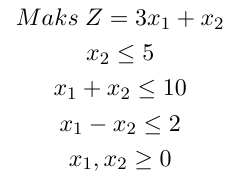 Maks Z = 3x₁ + x₂
x₂ ≤ 5
x₁ + x₂ ≤ 10
x₁ − x₂ ≤ 2
x₁, x₂ ≥ 0